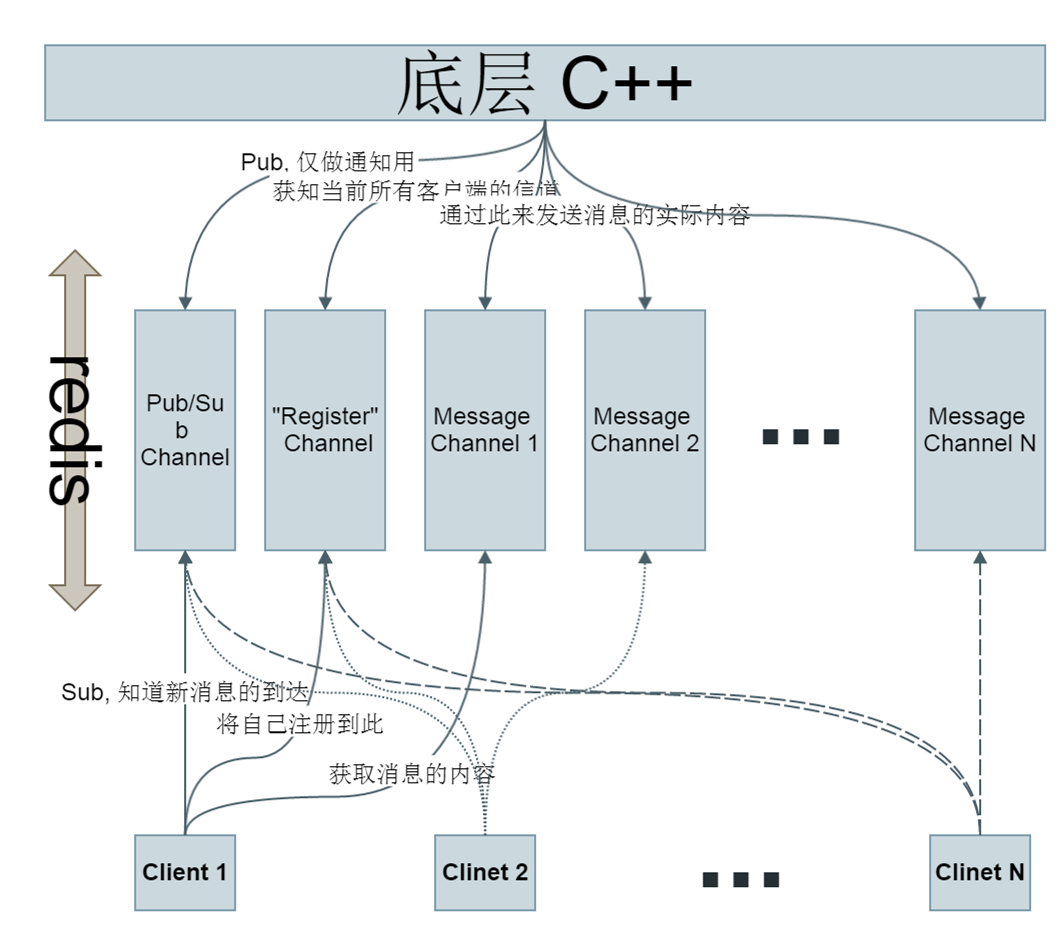 底层 C++
Pub, 仅做通知用
获知当前所有客户端的信道
通过此来发送消息的实际内容
redis
Pub/Su
b
Channel
"Register"
Channel
Message
Channel 1
Message
Channel 2
Message
Channel N
Sub, 知道新消息的到达
将自己注册到此
获取消息的内容
Client 1
Clinet 2
Clinet N